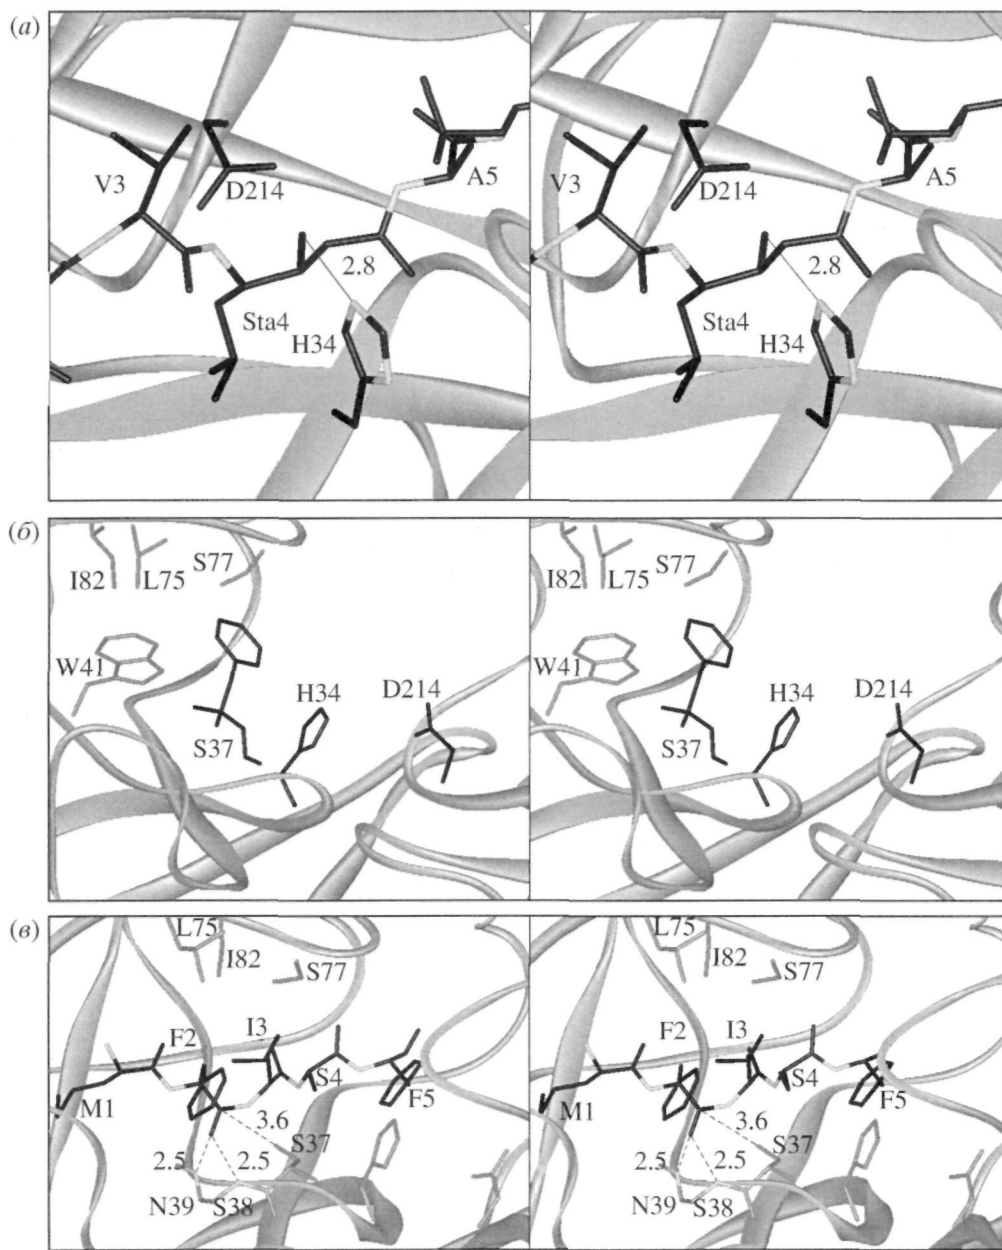 (а)
V3
D214
A5
2.8
Sta4
H34
V3
D214
A5
2.8
Sta4
H34
(б)
I82
L75
S77
W41
H34
D214
S37
I82
L75
S77
W41
H34
D214
S37
(в)
L75
I82
S77
F2
I3
S4
M1
F5
3.6
S37
2.5
2.5
N39
S38
L75
I82
S77
F2
I3
S4
M1
F5
3.6
S37
2.5
2.5
N39
S38